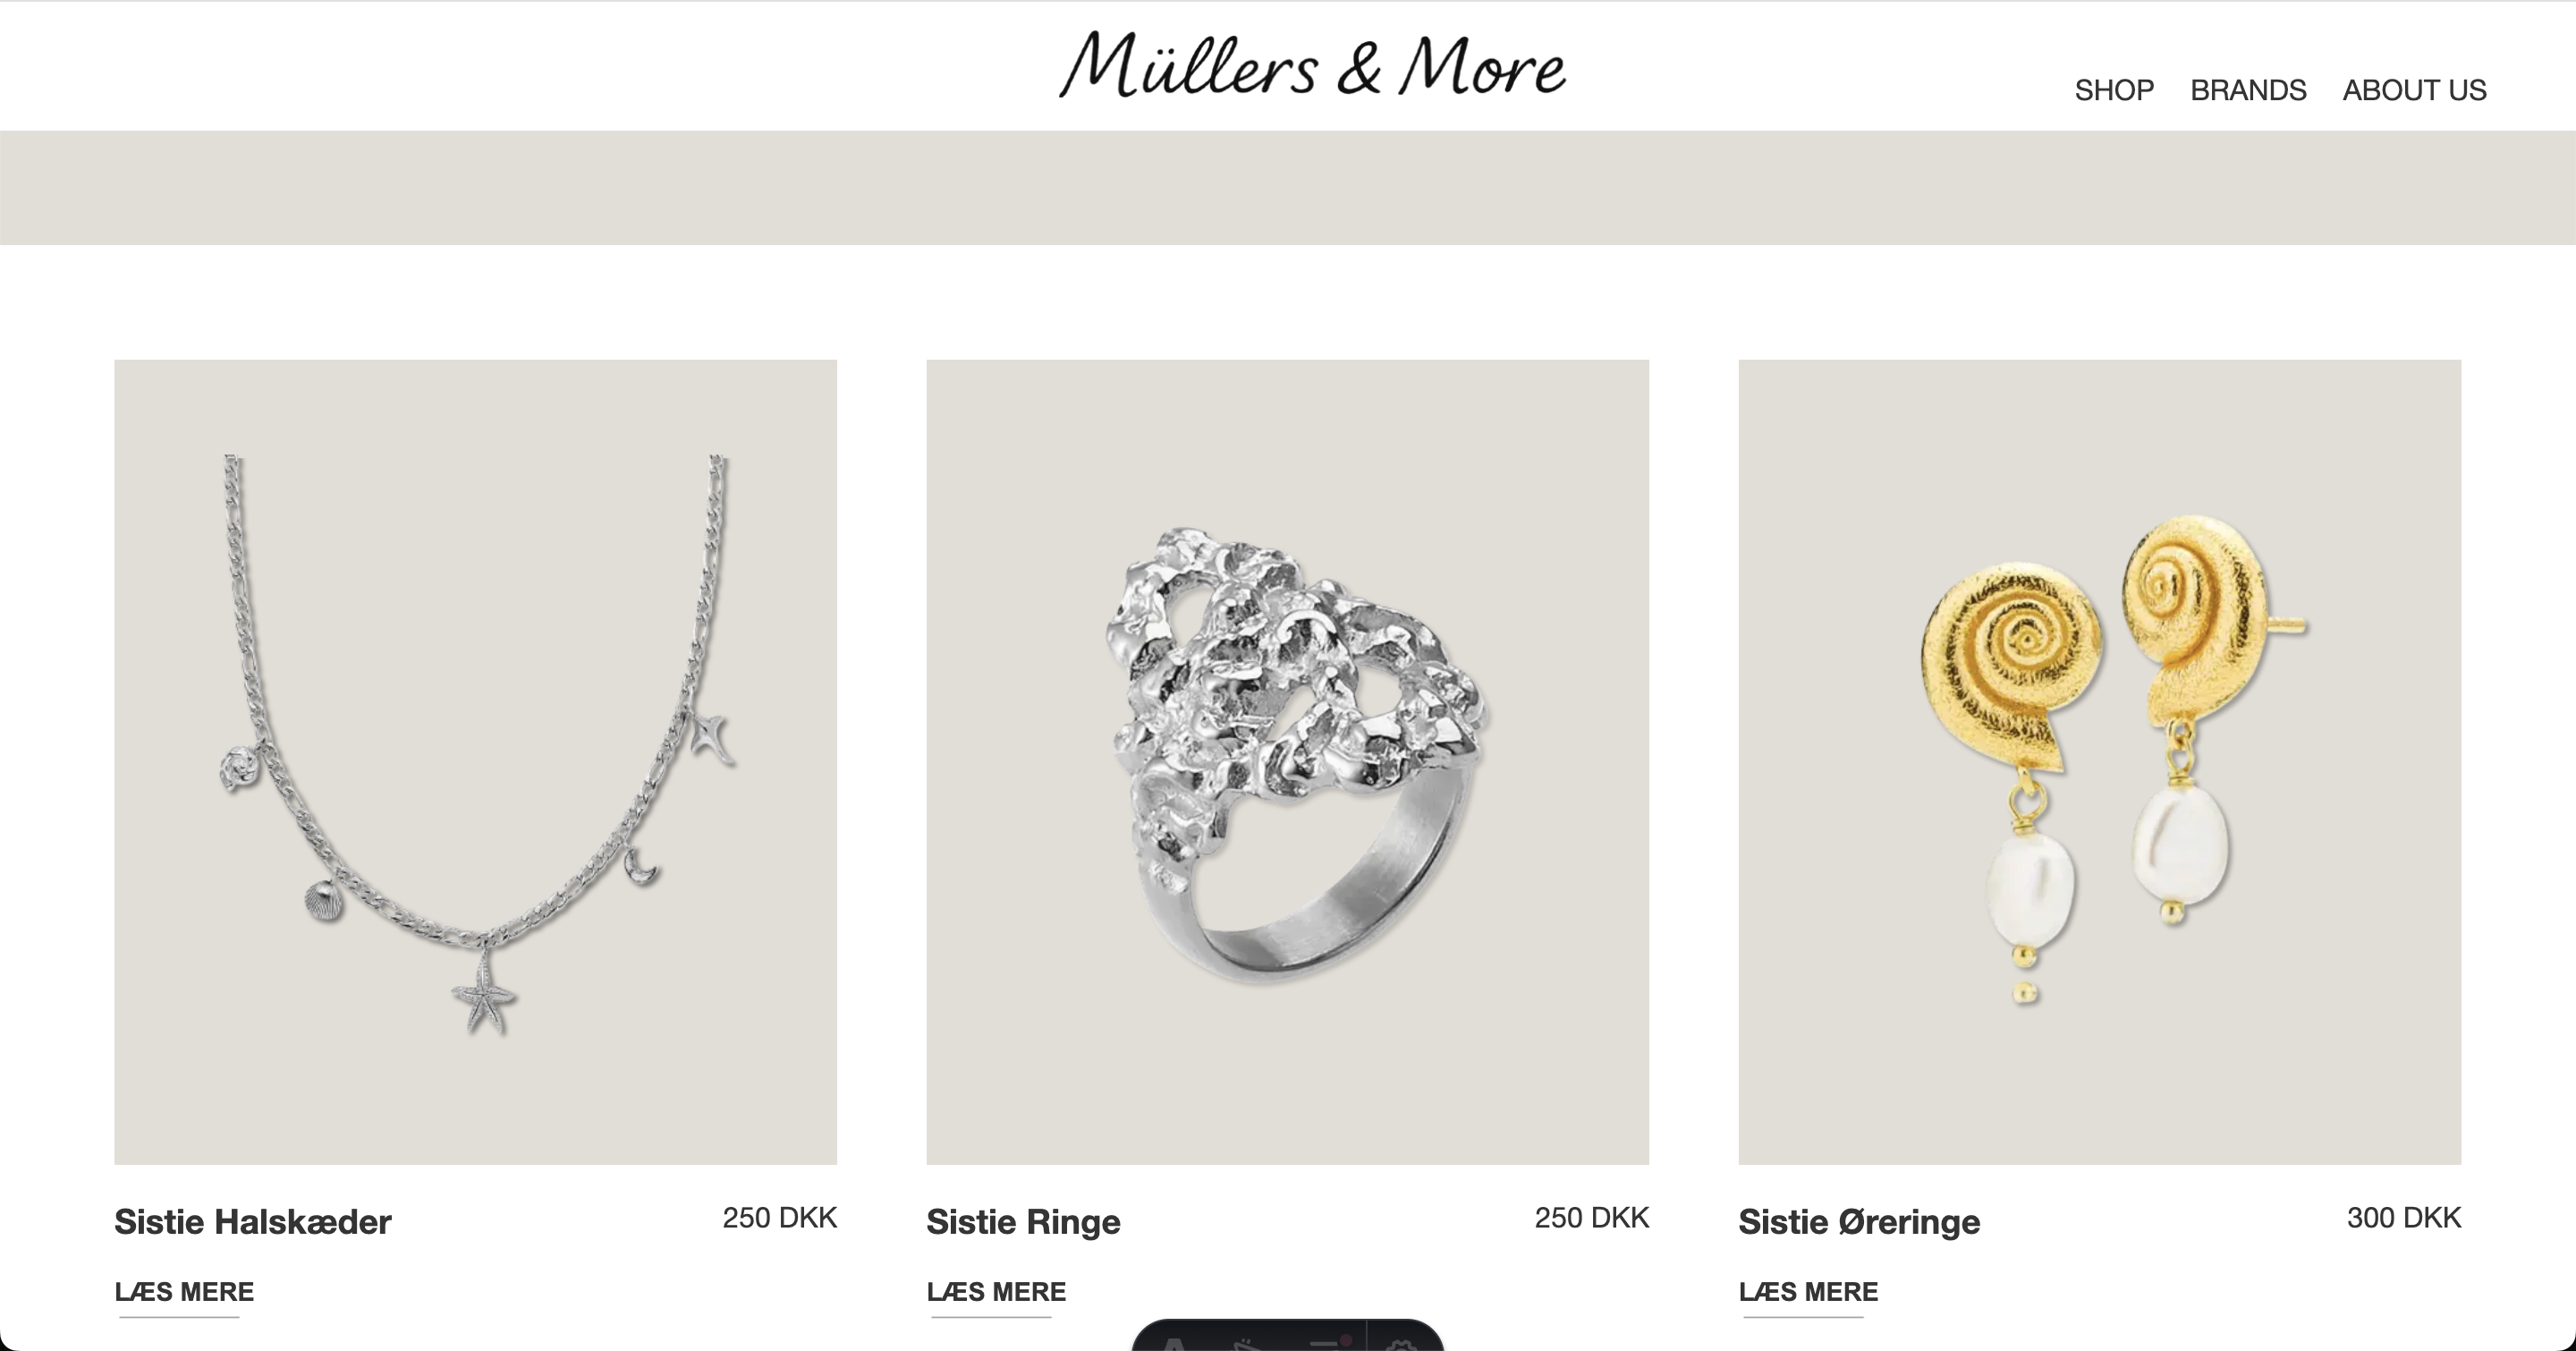 Müllers & More
SHOP BRANDS ABOUT US
Sistie Halskæder 250 DKK
LÆS MERE
Sistie Ringe 250 DKK
LÆS MERE
Sistie Øreringe 300 DKK
LÆS MERE